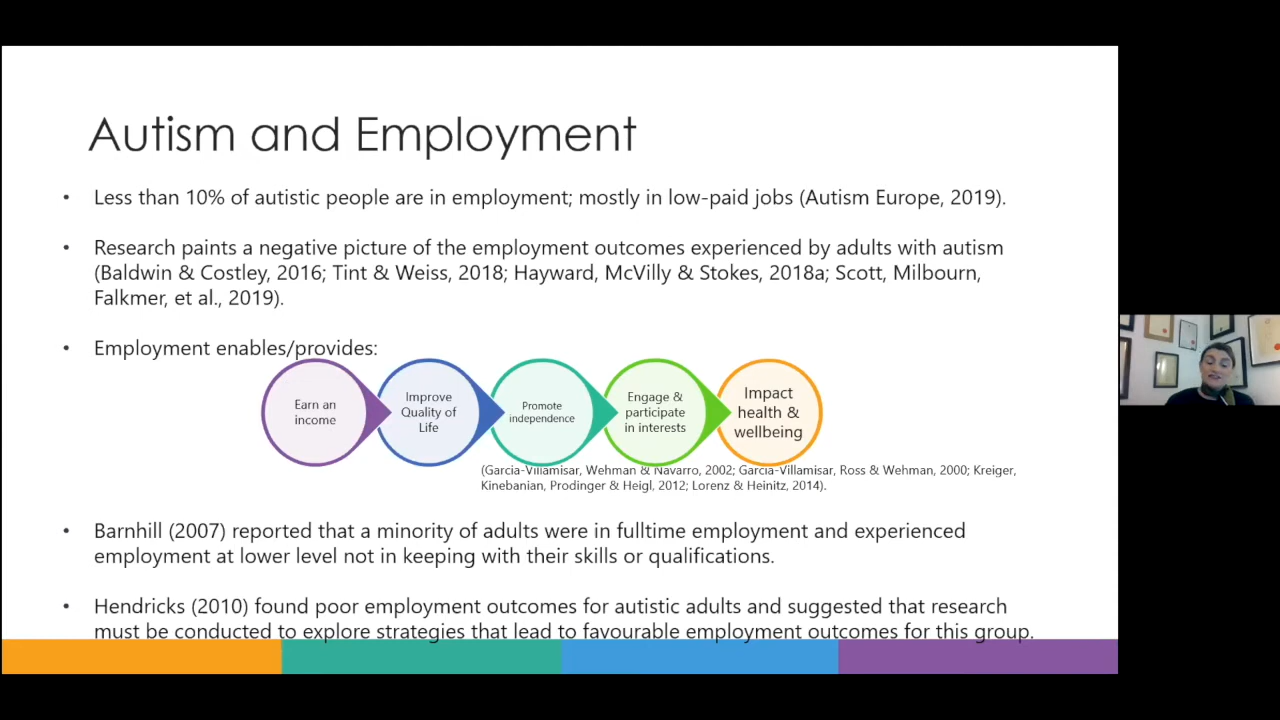 Autism and Employment
• Less than 10% of autistic people are in employment; mostly in low-paid jobs (Autism Europe, 2019).
• Research paints a negative picture of the employment outcomes experienced by adults with autism
(Baldwin & Costley, 2016; Tint & Weiss, 2018; Hayward, McVilly & Stokes, 2018a; Scott, Milbourn,
Falkmer, et al., 2019).
• Employment enables/provides:
Earn an
income
Improve
Quality of
Life
Promote
independence
Engage &
participate
in interests
Impact
health &
wellbeing
(Garcia-Villamisar, Wehman & Navarro, 2002; Garcia-Villamisar, Ross & Wehman, 2000; Kreiger,
Kinebanian, Prodinger & Heigl, 2012; Lorenz & Heinitz, 2014).
• Barnhill (2007) reported that a minority of adults were in fulltime employment and experienced
employment at lower level not in keeping with their skills or qualifications.
• Hendricks (2010) found poor employment outcomes for autistic adults and suggested that research
must be conducted to explore strategies that lead to favourable employment outcomes for this group.